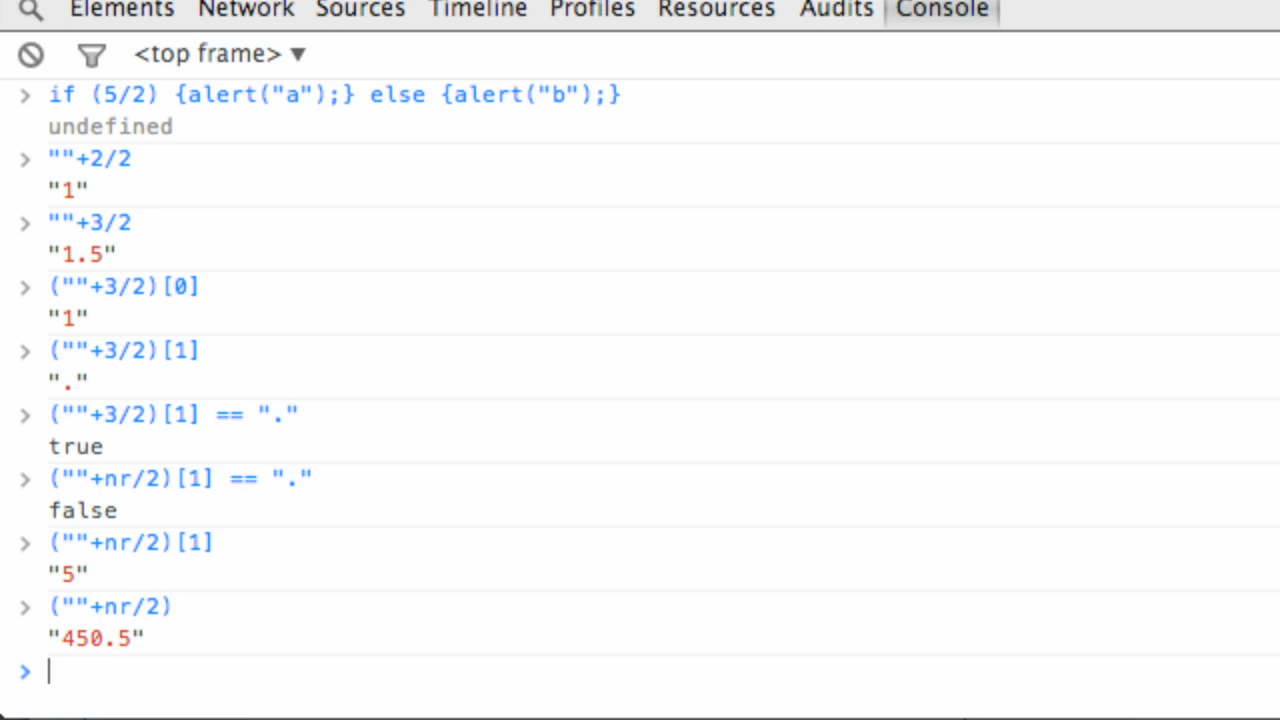 Elements Network Sources Timeline Profiles Resources Audits Console
<top frame> ▼
> if (5/2) {alert("a");} else {alert("b");}
undefined
> ""+2/2
"1"
> ""+3/2
"1.5"
> (""+3/2)[0]
"1"
> (""+3/2)[1]
"."
> (""+3/2)[1] == "."
true
> (""+nr/2)[1] == "."
false
> (""+nr/2)[1]
"5"
> (""+nr/2)
"450.5"
>